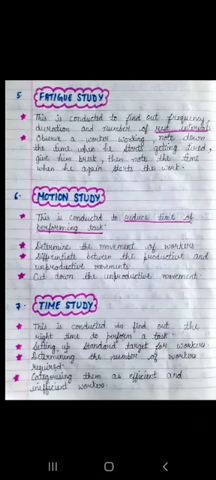 5. FATIGUE STUDY
This is conducted to find out frequency,
duration and number of rest interval
Observe a worker working note down
the time when he starts getting tired,
give him break, then note the time
when he again starts the work.
6. MOTION STUDY
This is conducted to reduce time of
performing task
Determine the movement of workers
Differentiate between the productive and
unproductive movements
Cut down the unproductive movement.
7. TIME STUDY
This is conducted to find out the
right time to perform a task.
Setting up standard target for workers
Determining the number of workers
required.
Categorising them as efficient and
inefficient workers.